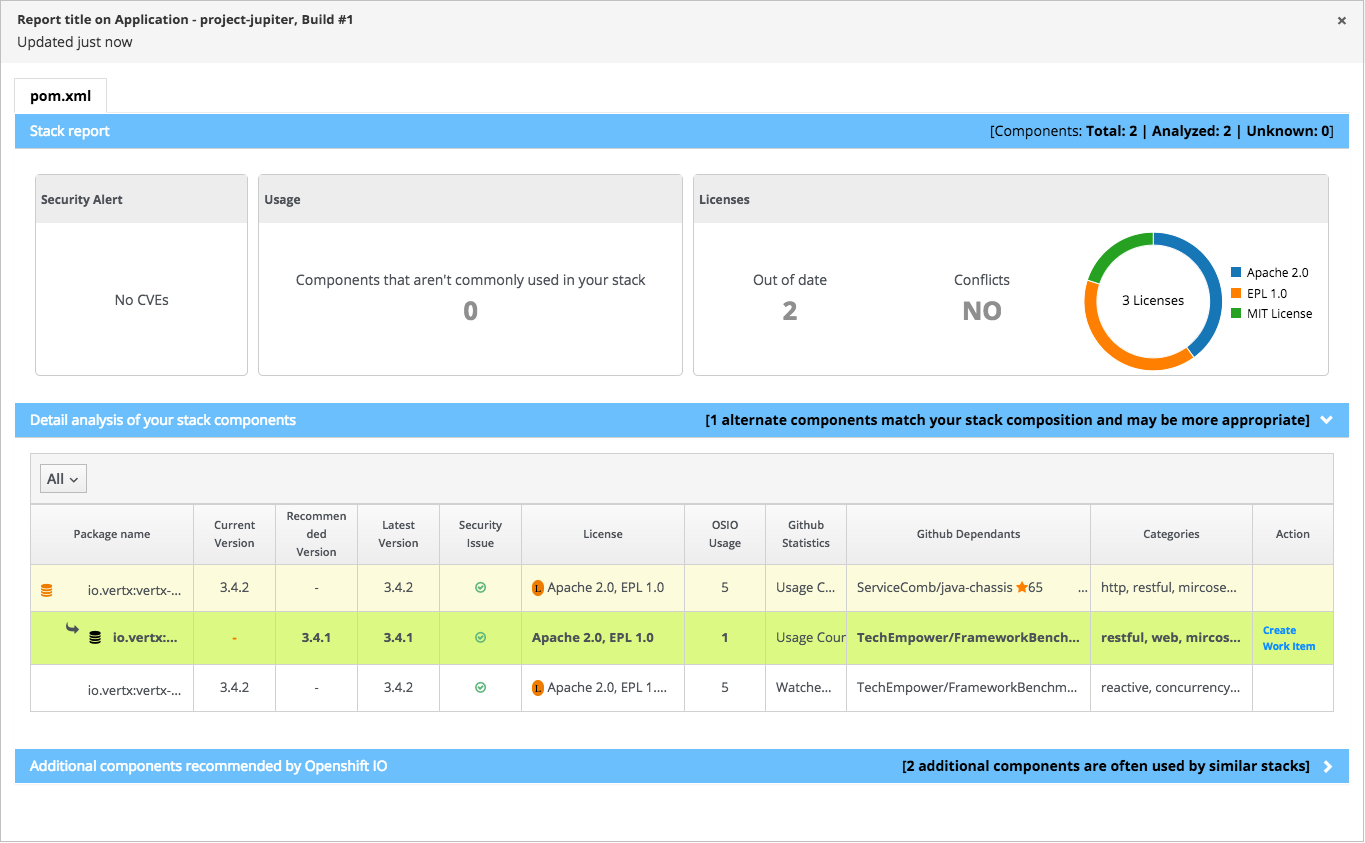 Report title on Application - project-jupiter, Build #1
Updated just now
pom.xml
Stack report
[Components: Total: 2 | Analyzed: 2 | Unknown: 0]
Security Alert
No CVEs
Usage
Components that aren't commonly used in your stack
0
Licenses
Out of date
2
Conflicts
NO
3 Licenses
Apache 2.0
EPL 1.0
MIT License
Detail analysis of your stack components
[1 alternate components match your stack composition and may be more appropriate]
All
Package name
Current
Version
Recommen
ded
Version
Latest
Version
Security
Issue
License
OSIO
Usage
Github
Statistics
Github Dependants
Categories
Action
io.vertx:vertx-... 3.4.2 - 3.4.2 L Apache 2.0, EPL 1.0 5 Usage C... ServiceComb/java-chassis 65 ... http, restful, mircose...
io.vertx:... - 3.4.1 3.4.1 Apache 2.0, EPL 1.0 1 Usage Cour TechEmpower/FrameworkBench... restful, web, mircos... Create
Work Item
io.vertx:vertx-... 3.4.2 - 3.4.2 L Apache 2.0, EPL 1.... 5 Watche... TechEmpower/FrameworkBenchm... reactive, concurrency...
Additional components recommended by Openshift IO
[2 additional components are often used by similar stacks]